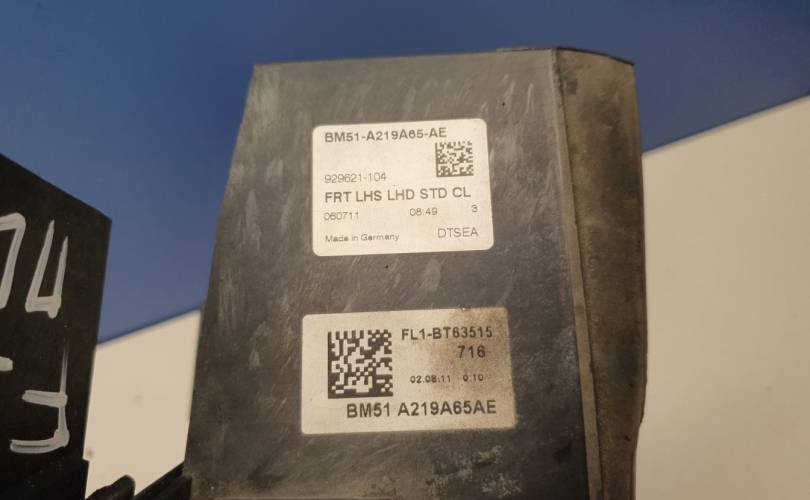 BM51-A219A65-AE
929621-104
FRT LHS LHD STD CL
060711 08:49 3
Made in Germany DTSEA
FL1-BT63515
716
02.08.11 0:10
BM51 A219A65AE